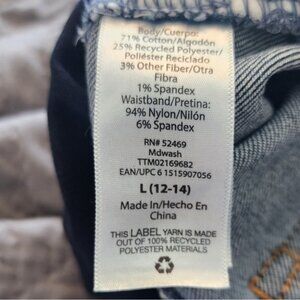 Body/Cuerpo:
71% Cotton/Algodón
25% Recycled Polyester/
Poliéster Reciclado
3% Other Fiber/Otra
Fibra
1% Spandex
Waistband/Pretina:
94% Nylon/Nilón
6% Spandex
RN# 52469
Mdwash
TTM02169682
EAN/UPC 6 1515907056
L (12-14)
Made In/Hecho En
China
THIS LABEL YARN IS MADE
OUT OF 100% RECYCLED
POLYESTER MATERIALS